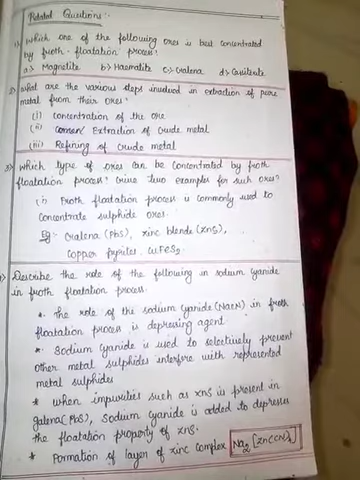 Related Questions:
1) Which one of the following ores is best concentrated
by froth-floatation process?
a) Magnetite b) Haematite c) Galena d) Cassiterite
2) What are the various steps involved in extraction of pure
metal from their ores?
(i) concentration of the ore
(ii) Extraction of crude metal
(iii) Refining of crude metal
3) Which type of ores can be concentrated by froth
floatation process? Give two examples for such ores?
(i) Froth floatation process is commonly used to
concentrate sulphide ores.
Eg:- Galena (PbS), zinc blende (ZnS),
copper pyrites CuFeS2
Describe the role of the following in sodium cyanide
in froth floatation process.
* The role of the sodium cyanide (NaCN) in froth
floatation process is depressing agent
* Sodium cyanide is used to selectively prevent
other metal sulphides interfere with represented
metal sulphides
* When impurities such as ZnS is present in
galena (PbS), sodium cyanide is added to depresses
the floatation property of ZnS.
* Formation of layer of zinc complex Na2[Zn(CN)4]